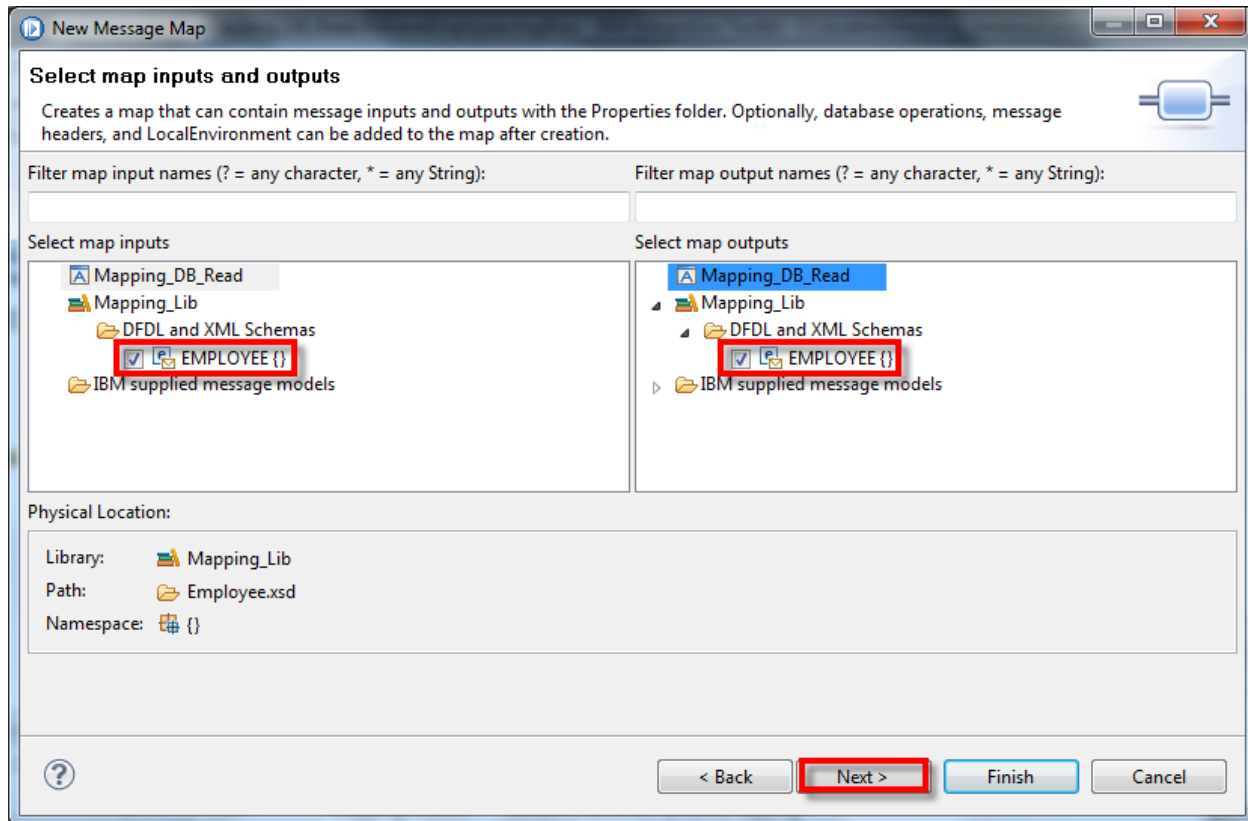 New Message Map
Select map inputs and outputs
Creates a map that can contain message inputs and outputs with the Properties folder. Optionally, database operations, message
headers, and LocalEnvironment can be added to the map after creation.
Filter map input names (? = any character, * = any String):
Filter map output names (? = any character, * = any String):
Select map inputs
Mapping_DB_Read
Mapping_Lib
DFDL and XML Schemas
EMPLOYEE {}
IBM supplied message models
Select map outputs
Mapping_DB_Read
Mapping_Lib
DFDL and XML Schemas
EMPLOYEE {}
IBM supplied message models
Physical Location:
Library: Mapping_Lib
Path: Employee.xsd
Namespace: {}
< Back Next > Finish Cancel